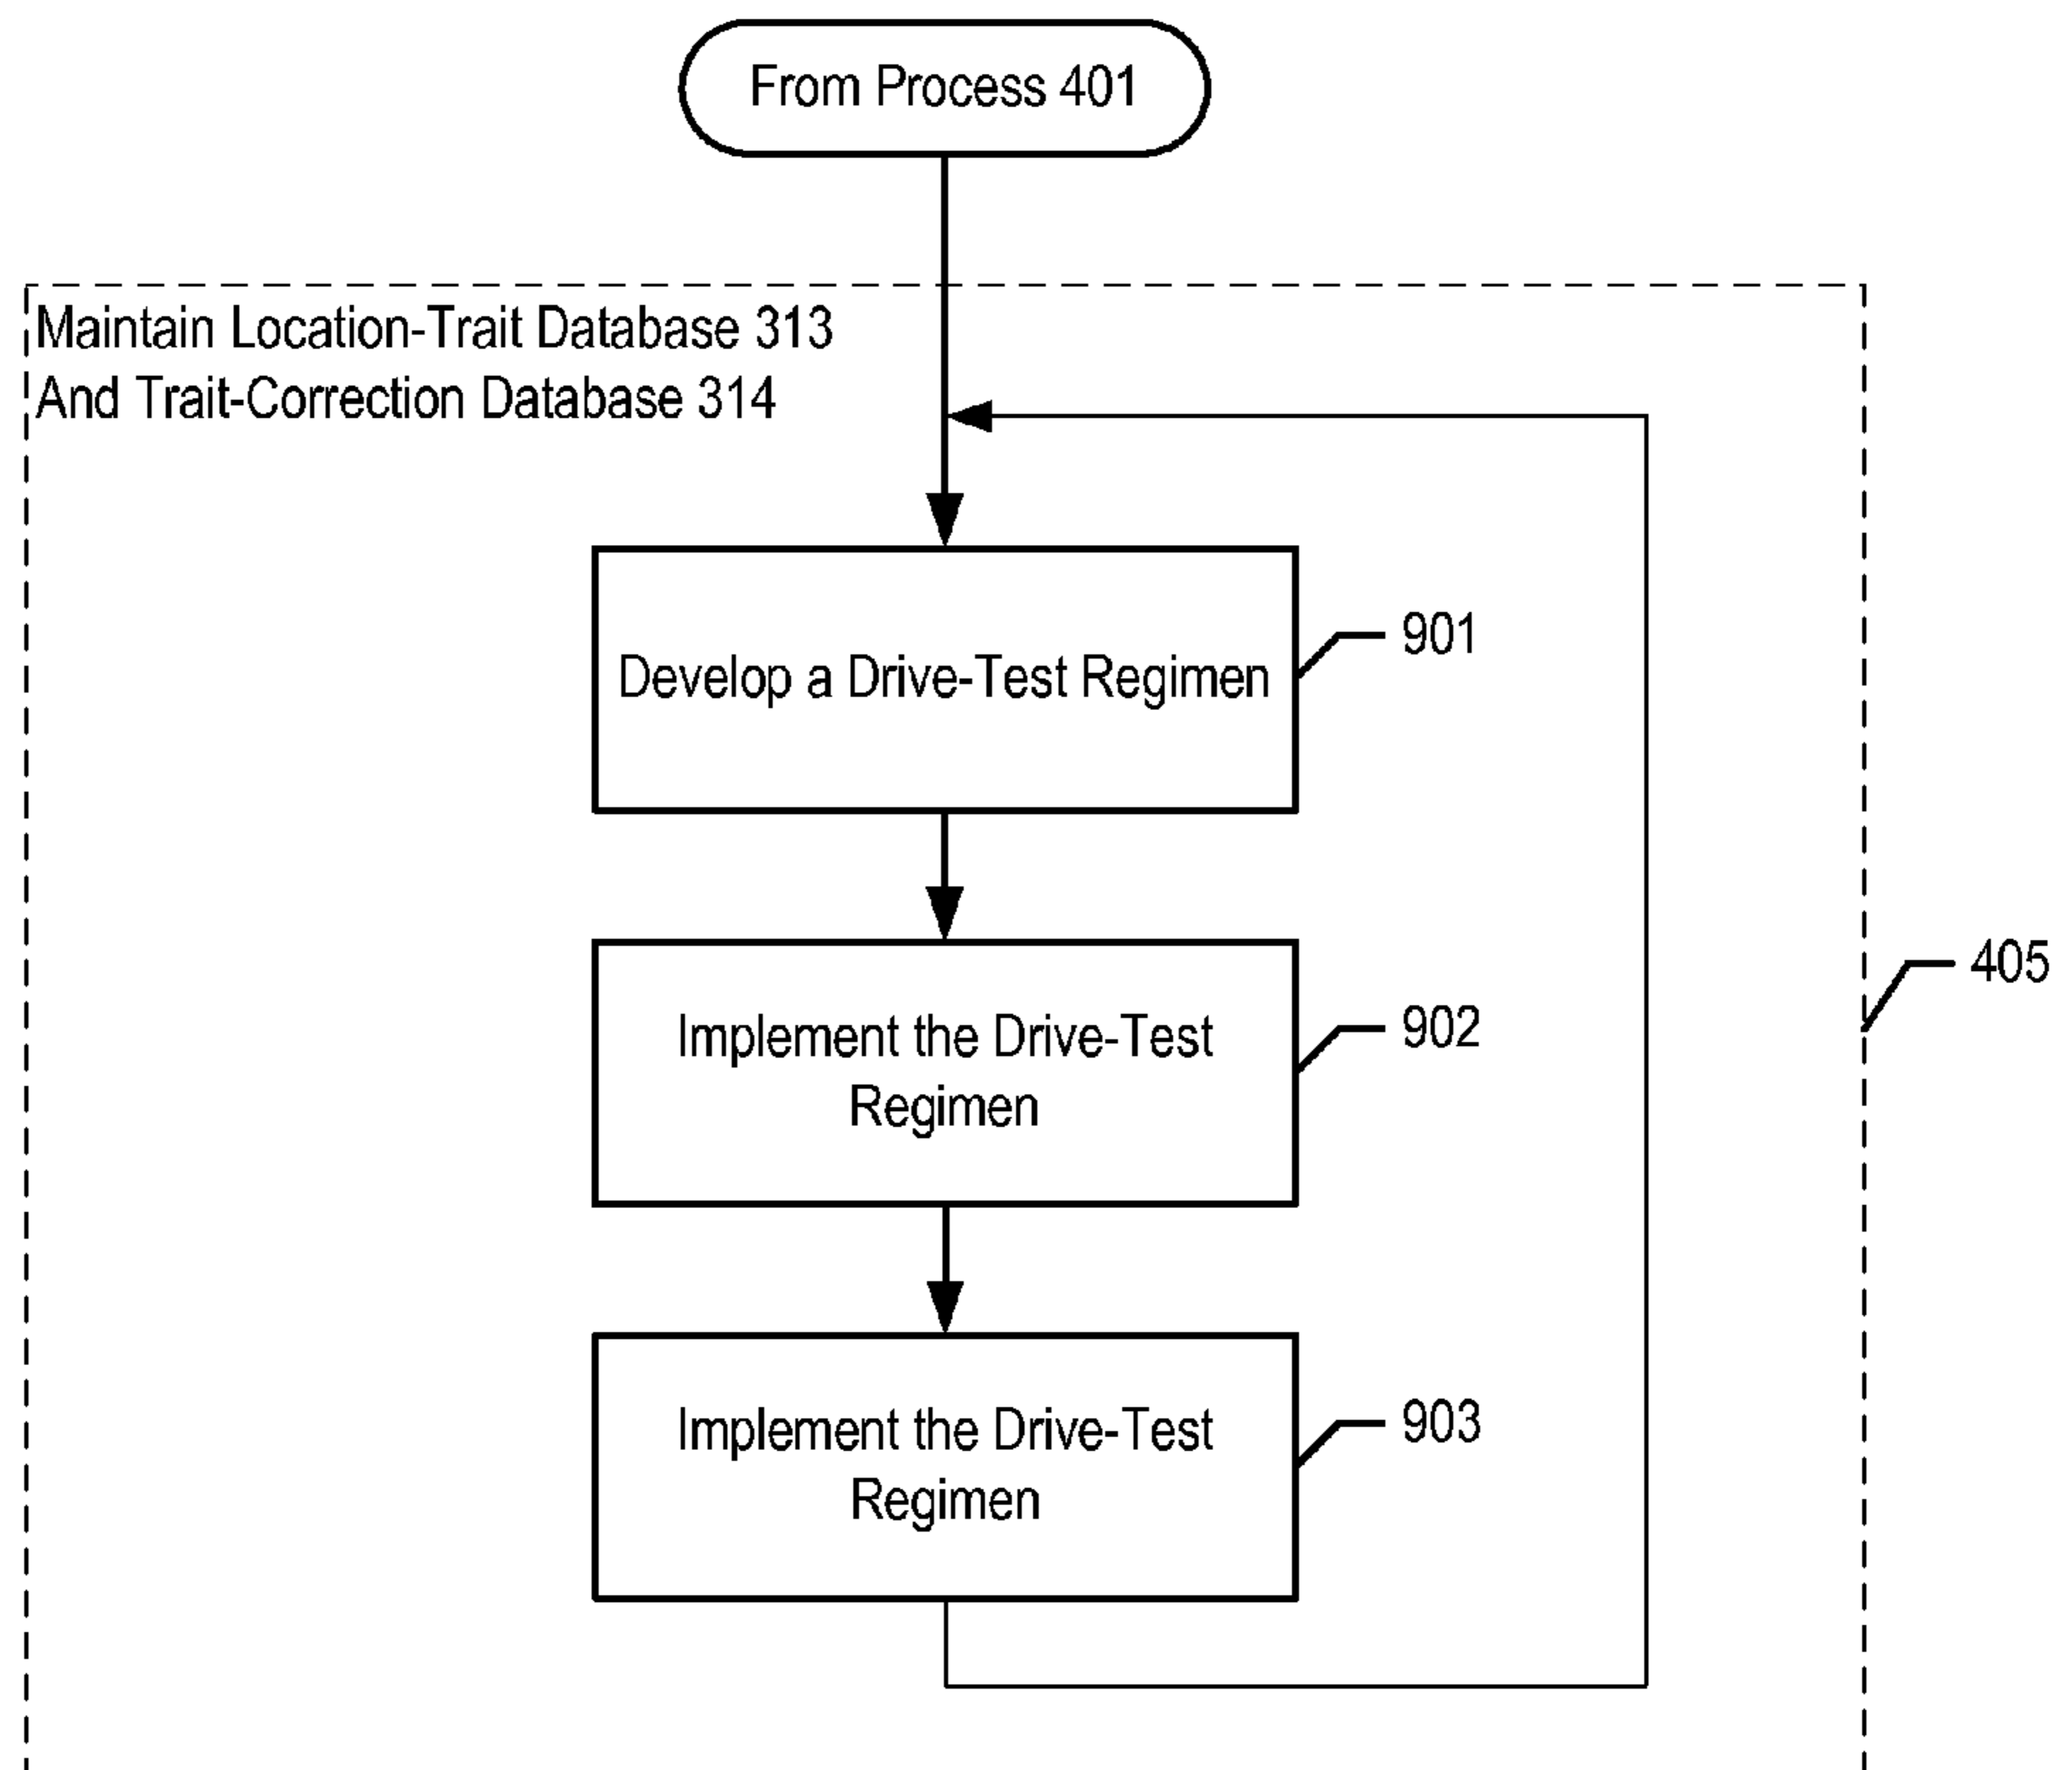 From Process 401
Maintain Location-Trait Database 313
And Trait-Correction Database 314
Develop a Drive-Test Regimen
901
Implement the Drive-Test
Regimen
902
405
Implement the Drive-Test
Regimen
903